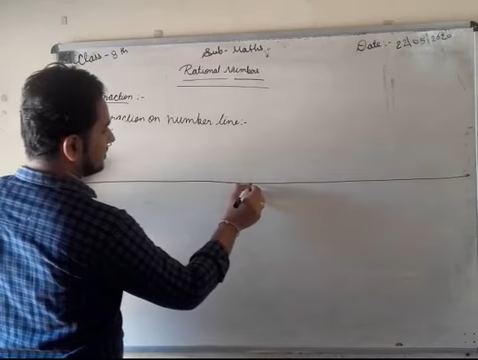 Class - 8th
Sub - Maths :-
Date :- 22/05/2020
Rational Numbers
raction :-
raction on number line :-